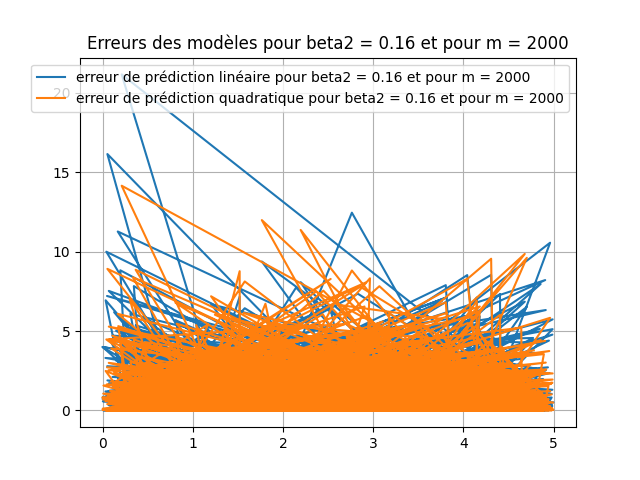 Erreurs des modèles pour beta2 = 0.16 et pour m = 2000
erreur de prédiction linéaire pour beta2 = 0.16 et pour m = 2000
erreur de prédiction quadratique pour beta2 = 0.16 et pour m = 2000
20
15
10
5
0
0 1 2 3 4 5